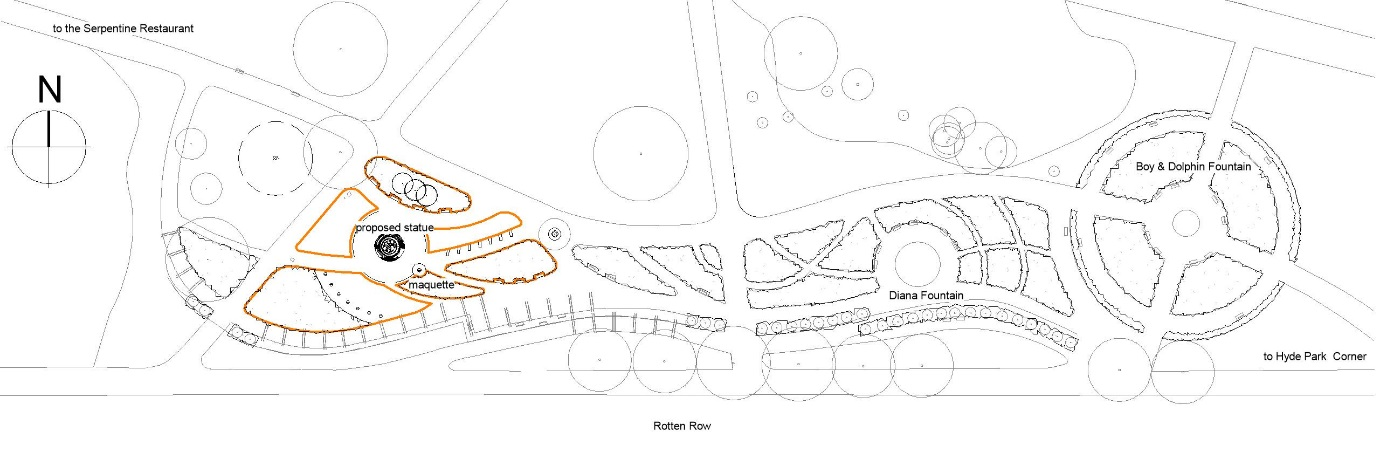 to the Serpentine Restaurant
N
Boy & Dolphin Fountain
proposed statue
maquette
Diana Fountain
to Hyde Park Corner
Rotten Row